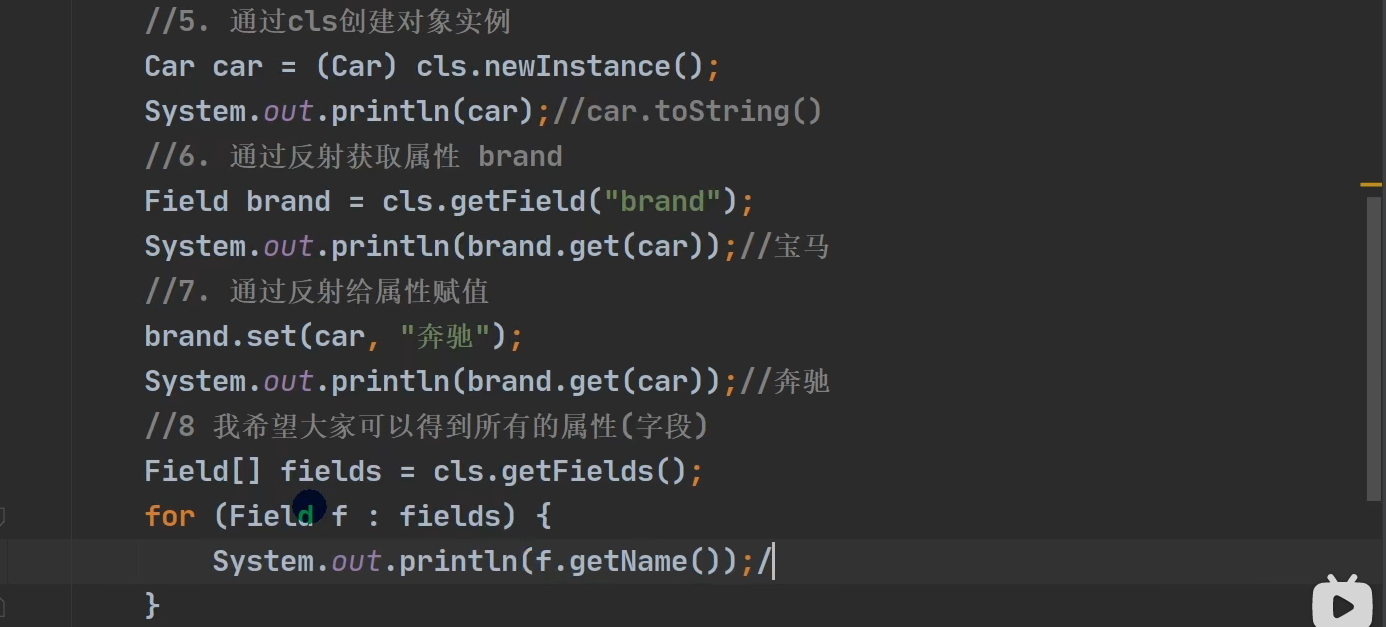 //5. 通过cls创建对象实例
Car car = (Car) cls.newInstance();
System.out.println(car);//car.toString()
//6. 通过反射获取属性 brand
Field brand = cls.getField("brand");
System.out.println(brand.get(car));//宝马
//7. 通过反射给属性赋值
brand.set(car, "奔驰");
System.out.println(brand.get(car));//奔驰
//8 我希望大家可以得到所有的属性(字段)
Field[] fields = cls.getFields();
for (Field f : fields) {
System.out.println(f.getName());/
}